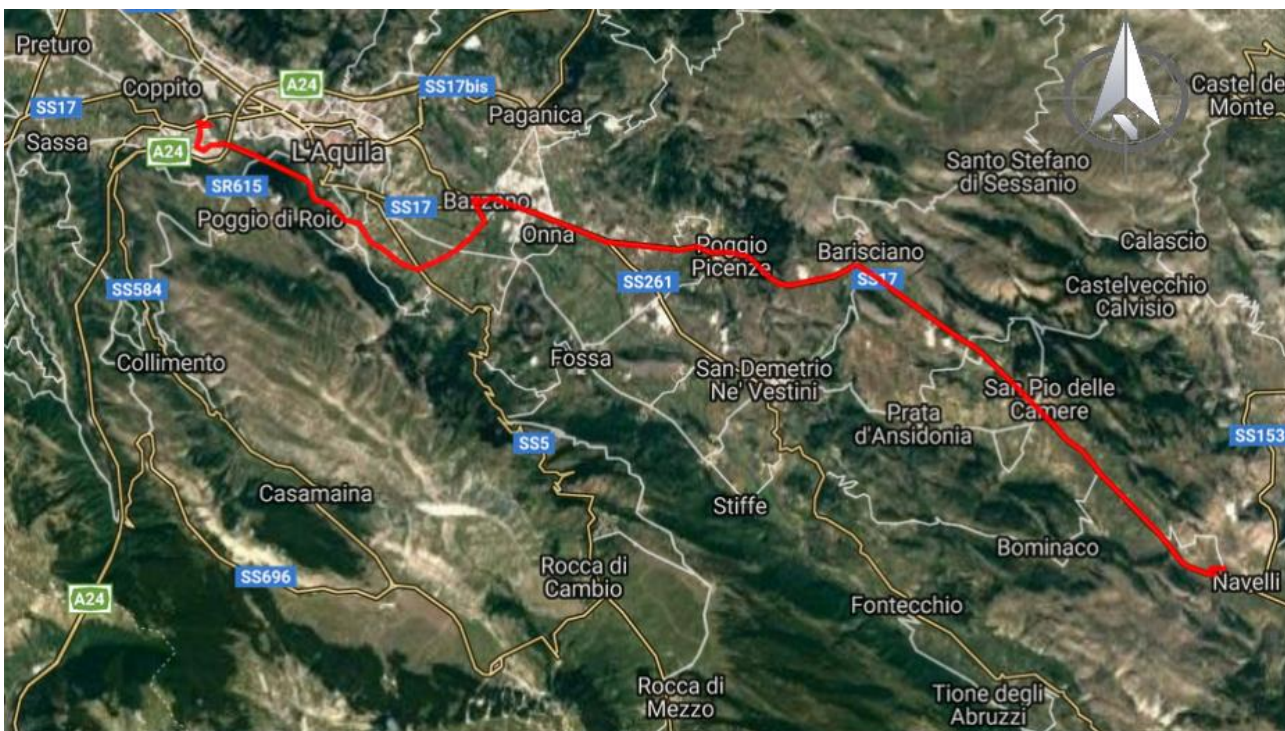 Preturo
Coppito
A24
SS17bis
SS17
Paganica
Castel de
Monte
Sassa
A24
L'Aquila
Santo Stefano
di Sessanio
SR615
SS17
Bazzano
Poggio di Roio
Onna
Poggio
Picenze
Barisciano
Calascio
SS584
SS261
SS17
Castelvecchio
Calvisio
Collimento
Fossa
San Demetrio
Ne' Vestini
San Pio delle
Camere
Prata
d'Ansidonia
SS5
SS153
Casamaina
Stiffe
Bominaco
SS696
Rocca di
Cambio
Navelli
A24
Fontecchio
Rocca di
Mezzo
Tione degli
Abruzzi